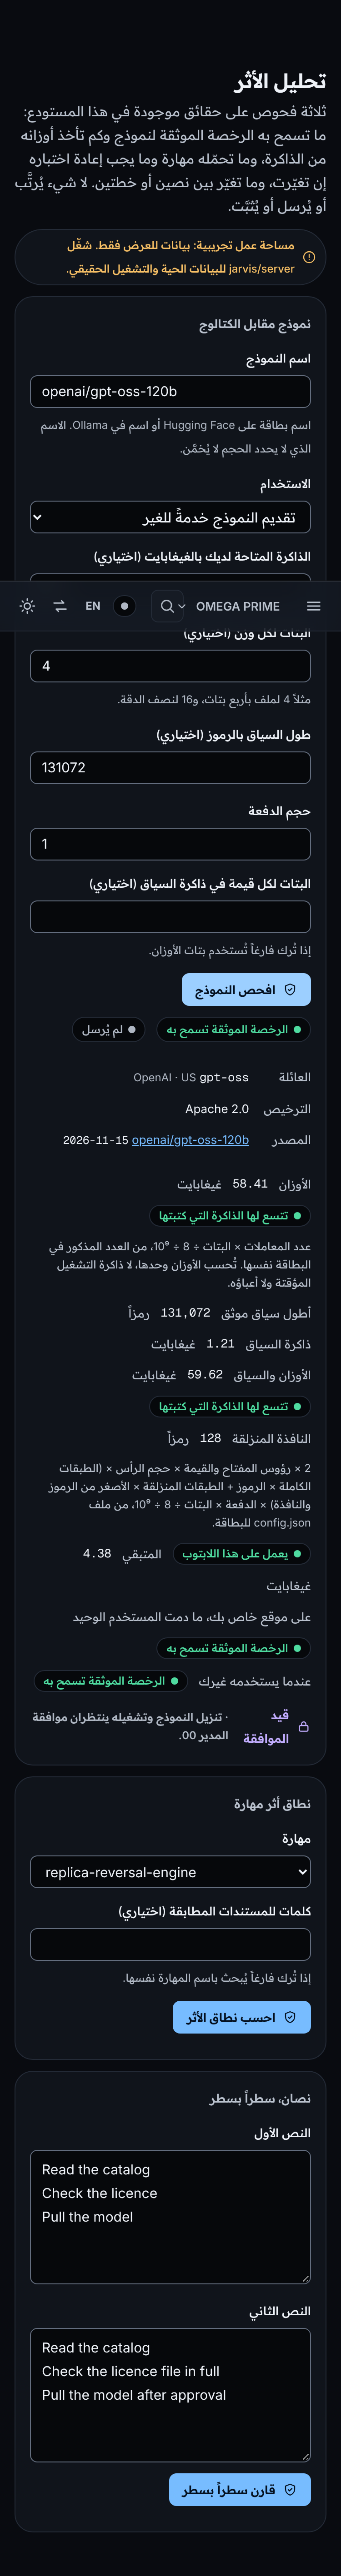 تحليل الأثر
ثلاثة فحوص على حقائق موجودة في هذا المستودع:
ما تسمح به الرخصة الموثقة لنموذج وكم تأخذ أوزانه
من الذاكرة، وما تحمّله مهارة وما يجب إعادة اختباره
إن تغيّرت، وما تغيّر بين نصين أو خطتين. لا شيء يُرتَّب
أو يُرسل أو يُثبَّت.
مساحة عمل تجريبية: بيانات للعرض فقط. شغّل
jarvis/server للبيانات الحية والتشغيل الحقيقي.
نموذج مقابل الكتالوج
اسم النموذج
openai/gpt-oss-120b
اسم بطاقة على Hugging Face أو اسم في Ollama. الاسم
الذي لا يحدد الحجم لا يُخمَّن.
الاستخدام
تقديم النموذج خدمةً للغير
الذاكرة المتاحة لديك بالغيغابايت (اختياري)
OMEGA PRIME
EN
البتات لكل وزن (اختياري)
4
مثلاً 4 لملف بأربع بتات، و16 لنصف الدقة.
طول السياق بالرموز (اختياري)
131072
حجم الدفعة
1
البتات لكل قيمة في ذاكرة السياق (اختياري)
إذا تُرك فارغاً تُستخدم بتات الأوزان.
افحص النموذج
الرخصة الموثقة تسمح به
لم يُرسل
العائلة gpt-oss OpenAI · US
الترخيص Apache 2.0
المصدر openai/gpt-oss-120b 2026-11-15
الأوزان 58.41 غيغابايت
تتسع لها الذاكرة التي كتبتها
عدد المعاملات × البتات ÷ 8 ÷ 10⁹، من العدد المذكور في
البطاقة نفسها. تُحسب الأوزان وحدها، لا ذاكرة التشغيل
المؤقتة ولا أعباؤه.
أطول سياق موثق 131,072 رمزاً
ذاكرة السياق 1.21 غيغابايت
الأوزان والسياق 59.62 غيغابايت
تتسع لها الذاكرة التي كتبتها
النافذة المنزلقة 128 رمزاً
2 × رؤوس المفتاح والقيمة × حجم الرأس × (الطبقات
الكاملة × الرموز + الطبقات المنزلقة × الأصغر من الرموز
والنافذة) × الدفعة × البتات ÷ 8 ÷ 10⁹، من ملف
config.json للبطاقة.
يعمل على هذا اللابتوب المتبقي 4.38
غيغابايت
على موقع خاص بك، ما دمت المستخدم الوحيد
الرخصة الموثقة تسمح به
عندما يستخدمه غيرك الرخصة الموثقة تسمح به
قيد
الموافقة
· تنزيل النموذج وتشغيله ينتظران موافقة
المدير 00.
نطاق أثر مهارة
مهارة
replica-reversal-engine
كلمات للمستندات المطابقة (اختياري)
إذا تُرك فارغاً يُبحث باسم المهارة نفسها.
احسب نطاق الأثر
نصان، سطراً بسطر
النص الأول
Read the catalog
Check the licence
Pull the model
النص الثاني
Read the catalog
Check the licence file in full
Pull the model after approval
قارن سطراً بسطر